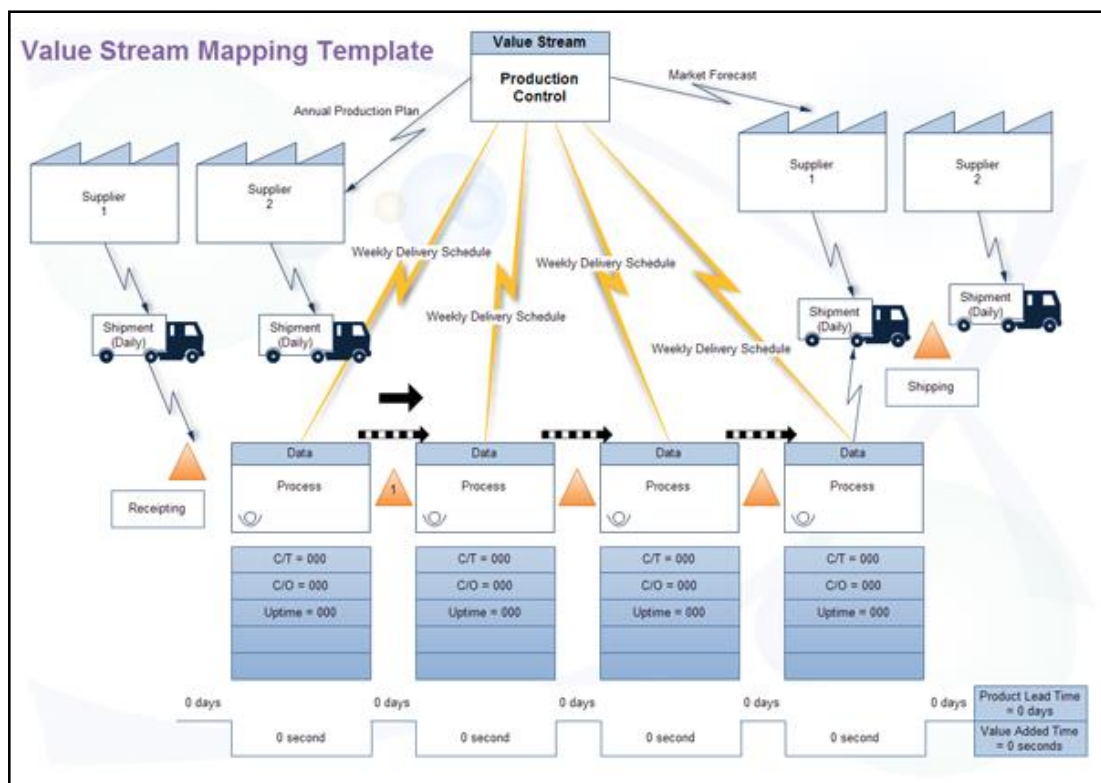 Value Stream Mapping Template
Value Stream
Production
Control
Market Forecast
Annual Production Plan
Supplier
1
Supplier
2
Supplier
1
Supplier
2
Weekly Delivery Schedule
Weekly Delivery Schedule
Weekly Delivery Schedule
Weekly Delivery Schedule
Shipment
(Daily)
Shipment
(Daily)
Shipment
(Daily)
Shipment
(Daily)
Shipping
Receipting
Data
Process
1
Data
Process
Data
Process
Data
Process
C/T = 000
C/O = 000
Uptime = 000
C/T = 000
C/O = 000
Uptime = 000
C/T = 000
C/O = 000
Uptime = 000
C/T = 000
C/O = 000
Uptime = 000
0 days
0 second
0 days
0 second
0 days
0 second
0 days
0 second
0 days
Product Lead Time
= 0 days
Value Added Time
= 0 seconds